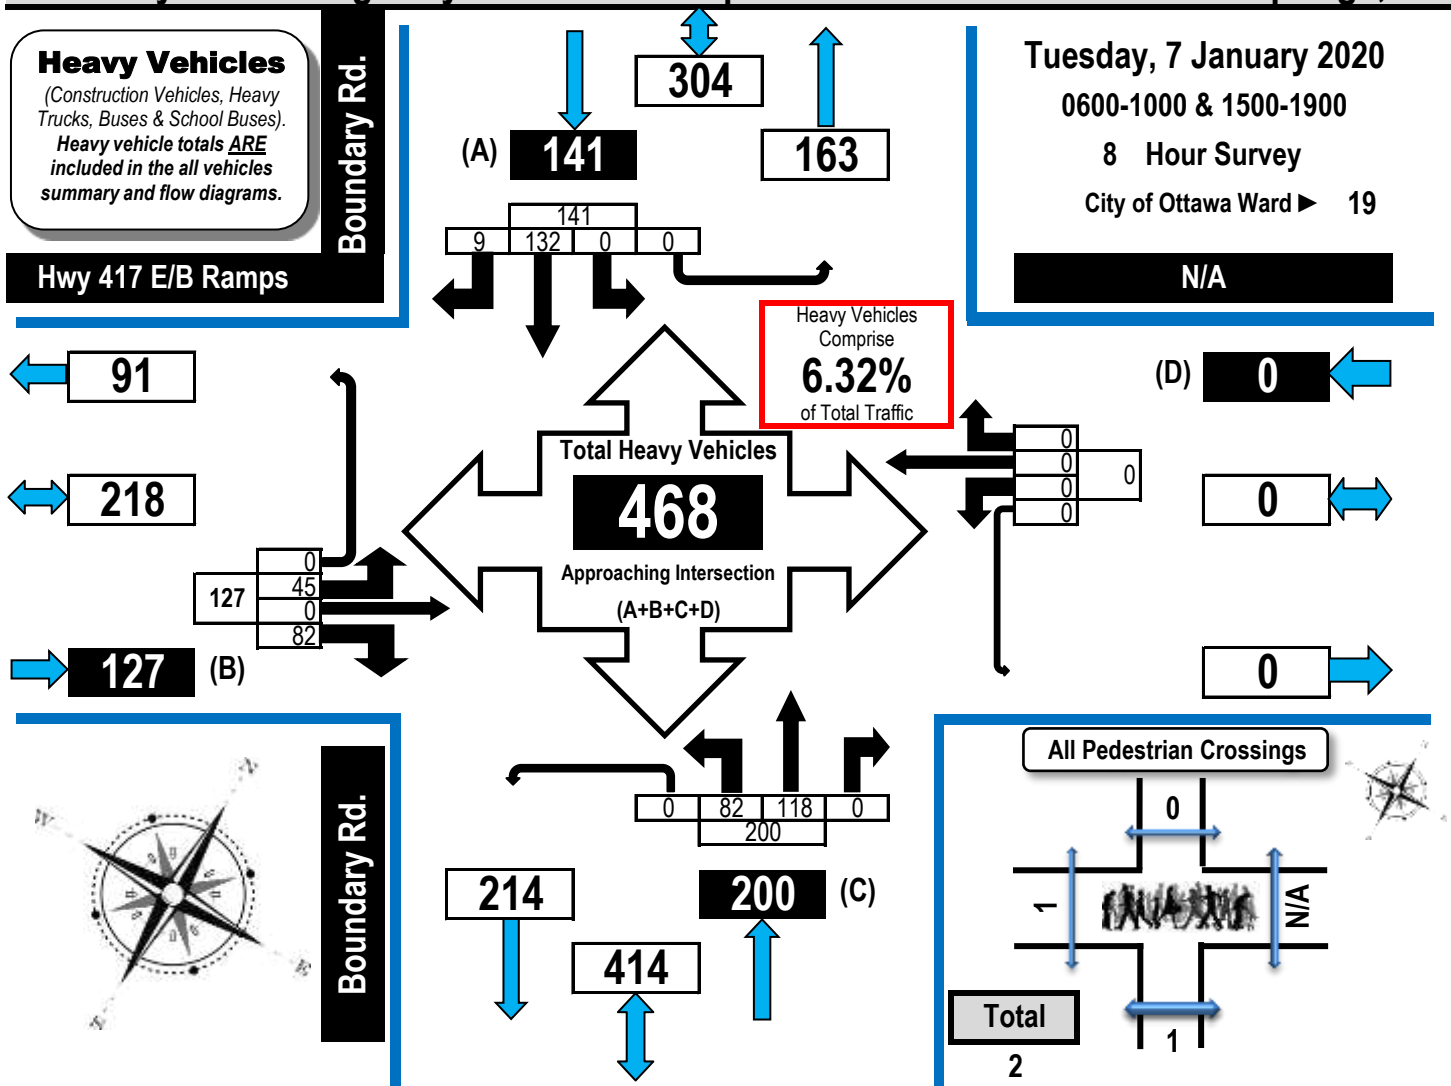 Heavy Vehicles
(Construction Vehicles, Heavy
Trucks, Buses & School Buses).
Heavy vehicle totals ARE
included in the all vehicles
summary and flow diagrams.
Boundary Rd.
Hwy 417 E/B Ramps
304
(A) 141
163
141
9 132 0 0
Tuesday, 7 January 2020
0600-1000 & 1500-1900
8 Hour Survey
City of Ottawa Ward ► 19
N/A
Heavy Vehicles
Comprise
6.32%
of Total Traffic
91
218
0
45
0
82
127
127 (B)
Total Heavy Vehicles
468
Approaching Intersection
(A+B+C+D)
(D) 0
0
0
0
0
0
0
0
0 82 118 0
200
214
414
200 (C)
N
W
E
S
Boundary Rd.
All Pedestrian Crossings
0
1
N/A
1
Total
2